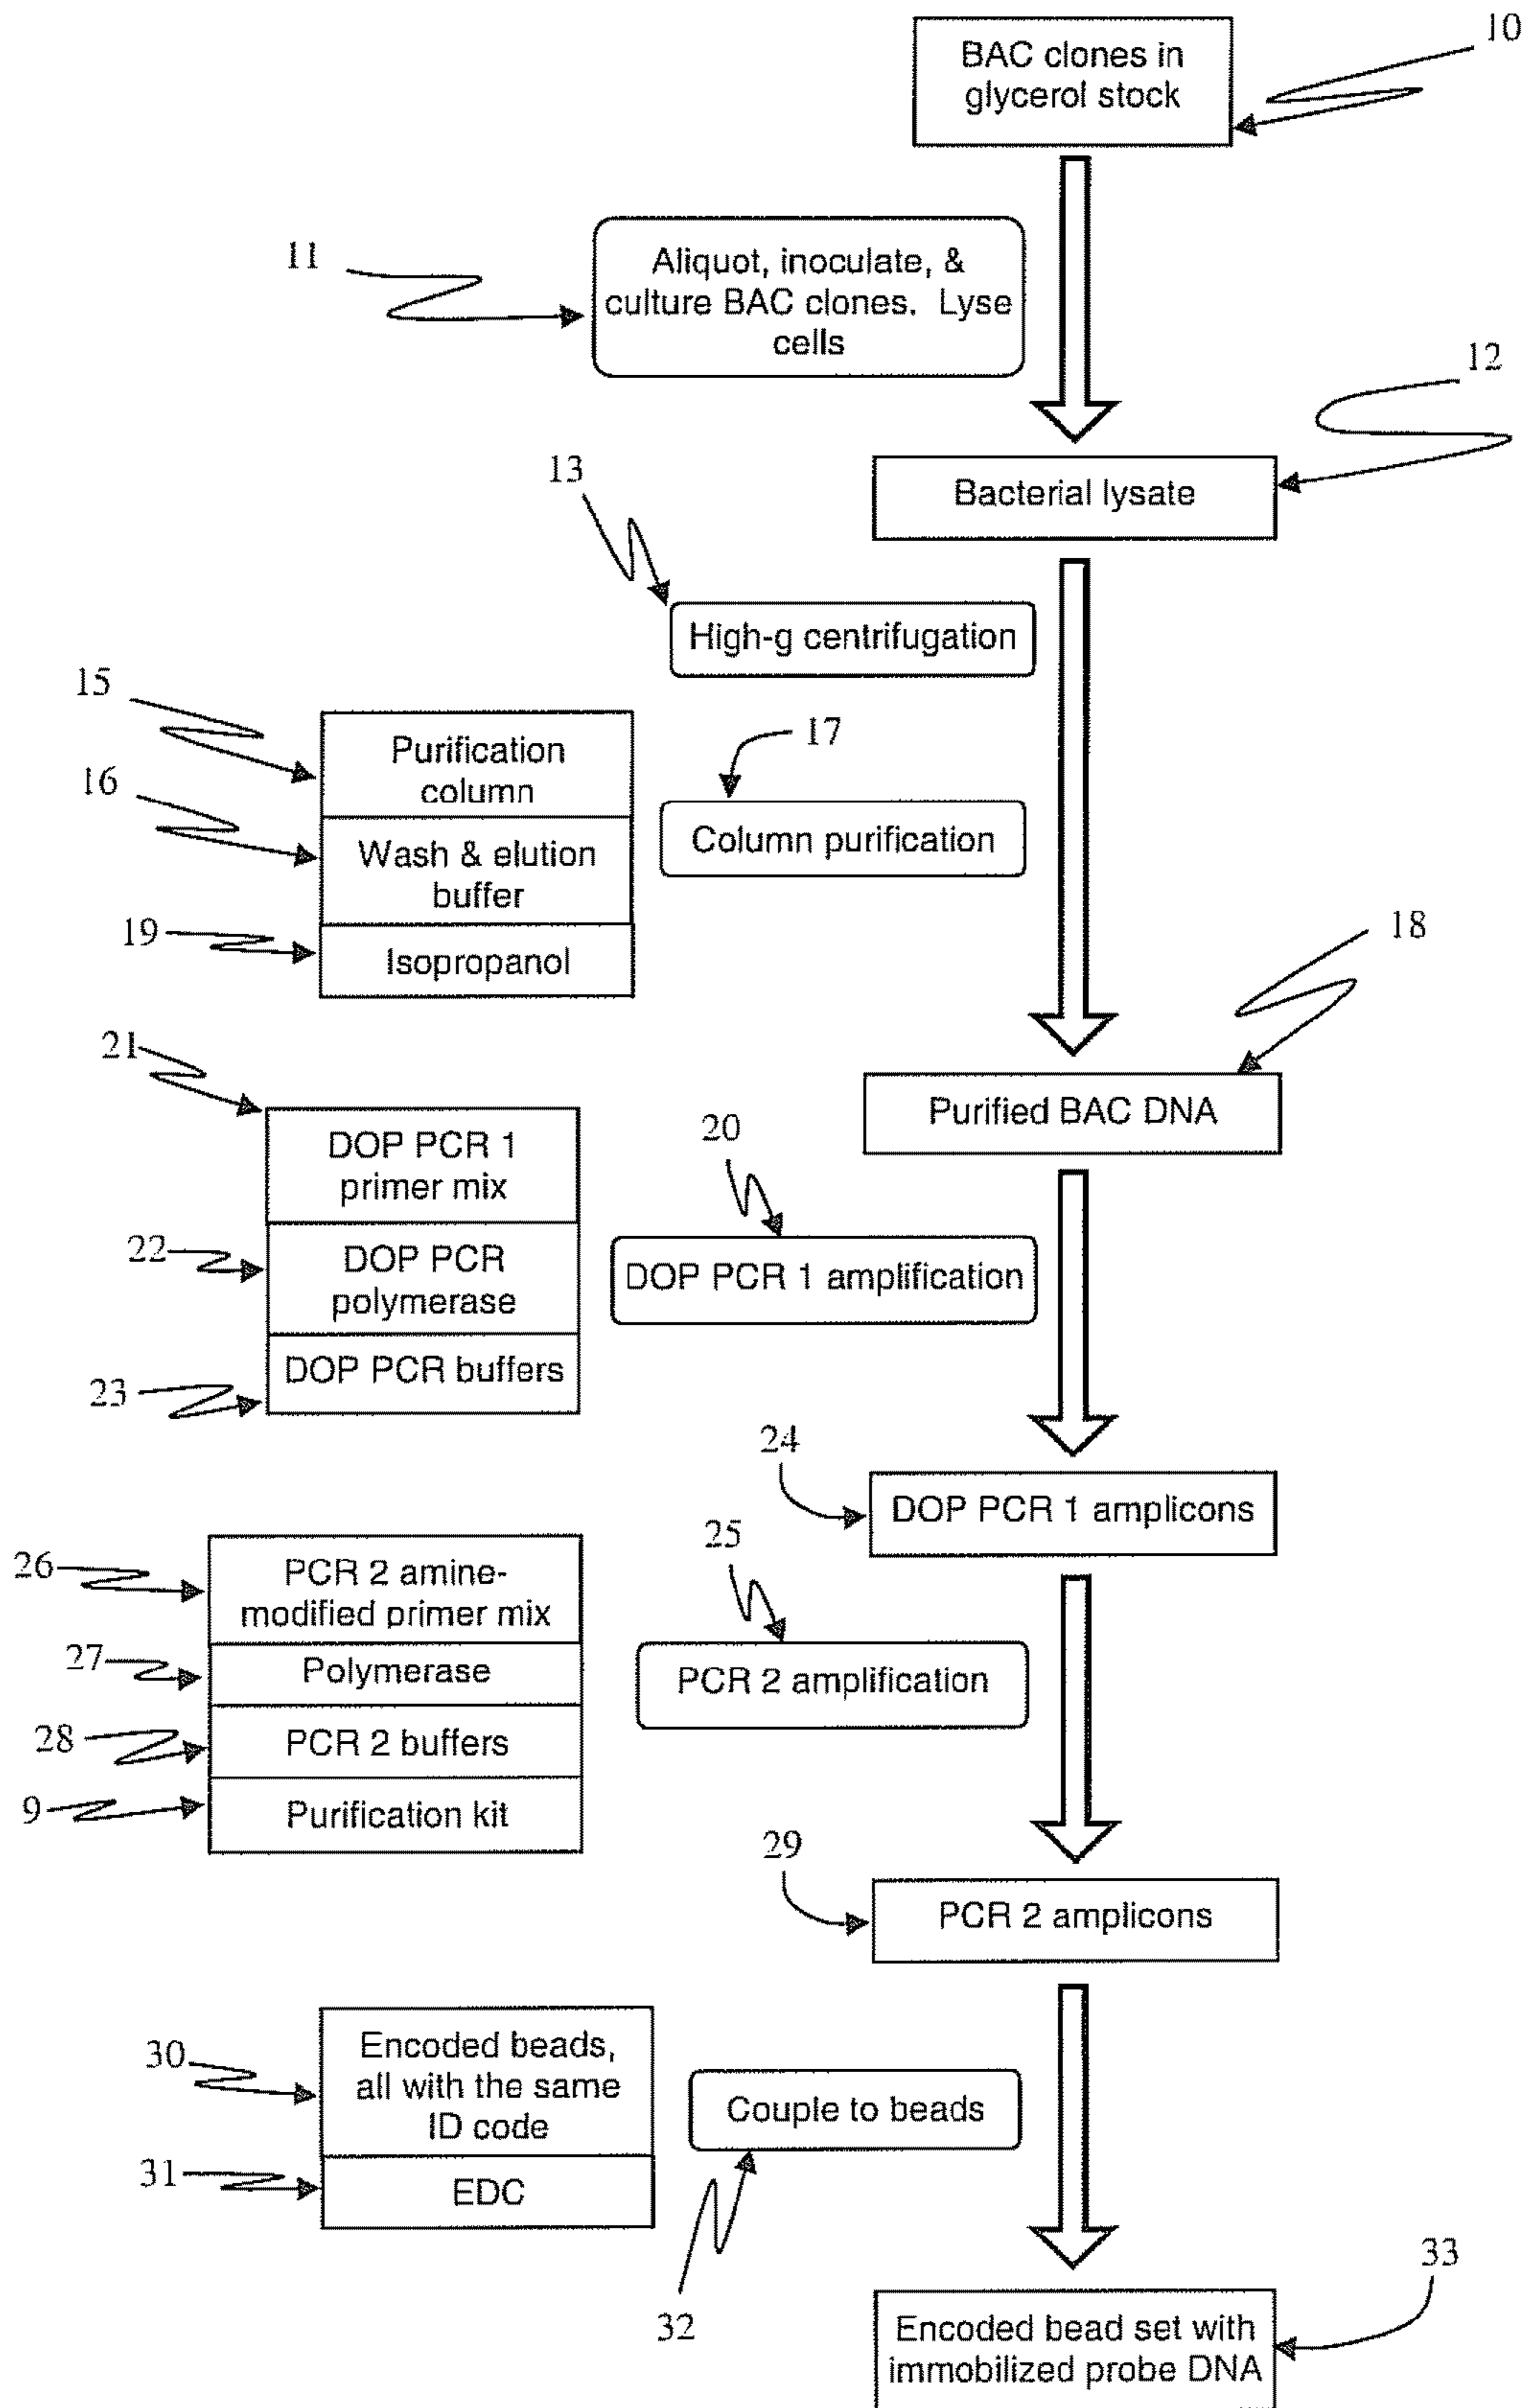 10
BAC clones in
glycerol stock
11
Aliquot, inoculate, &
culture BAC clones. Lyse
cells
12
Bacterial lysate
13
High-g centrifugation
15
Purification
column
16
Wash & elution
buffer
19
Isopropanol
17
Column purification
18
Purified BAC DNA
21
DOP PCR 1
primer mix
22
DOP PCR
polymerase
23
DOP PCR buffers
20
DOP PCR 1 amplification
24
DOP PCR 1 amplicons
26
PCR 2 amine-
modified primer mix
27
Polymerase
28
PCR 2 buffers
9
Purification kit
25
PCR 2 amplification
29
PCR 2 amplicons
30
Encoded beads,
all with the same
ID code
31
EDC
Couple to beads
32
33
Encoded bead set with
immobilized probe DNA